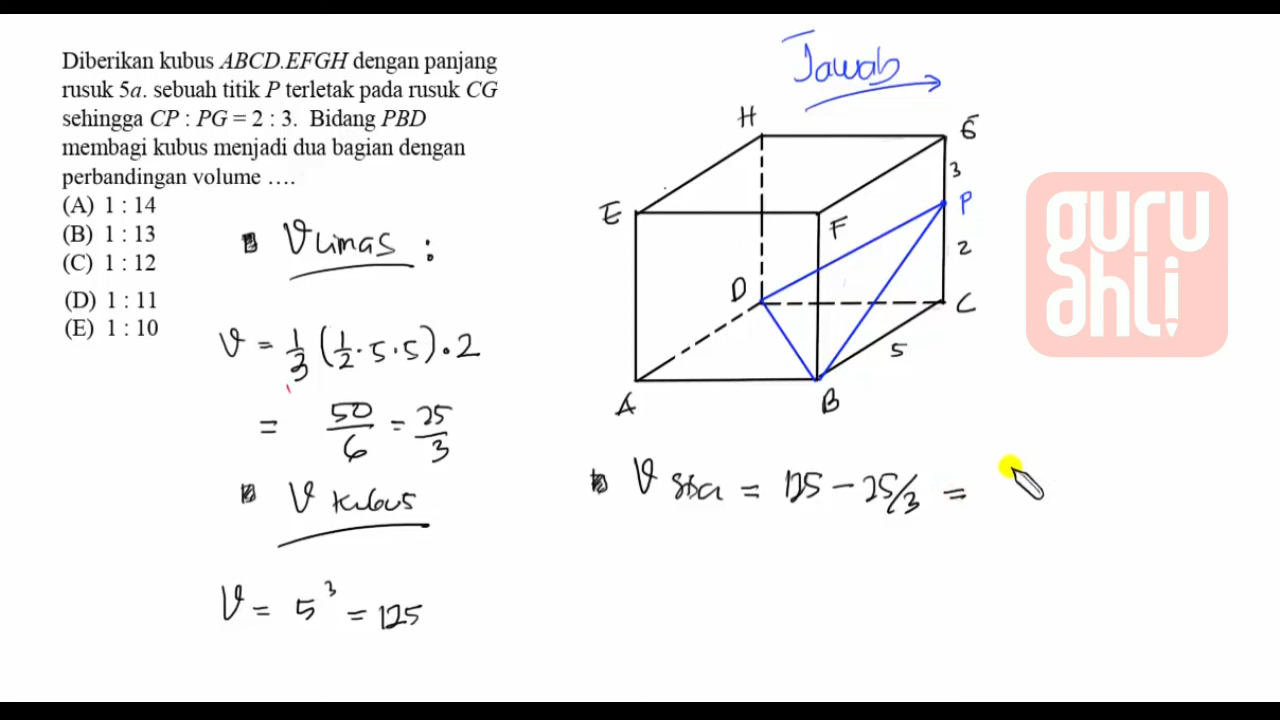 Diberikan kubus ABCD.EFGH dengan panjang
rusuk 5a. sebuah titik P terletak pada rusuk CG
sehingga CP : PG = 2 : 3. Bidang PBD
membagi kubus menjadi dua bagian dengan
perbandingan volume ….
(A) 1 : 14
(B) 1 : 13
(C) 1 : 12
(D) 1 : 11
(E) 1 : 10
V Limas :
V = 1/3 (1/2 · 5 · 5) · 2
= 50/6 = 25/3
V Kubus
V = 5³ = 125
Jawab
H
G
3
E
F
P
2
D
C
5
A
B
V sisa = 125 − 25/3 =
guru
ahli